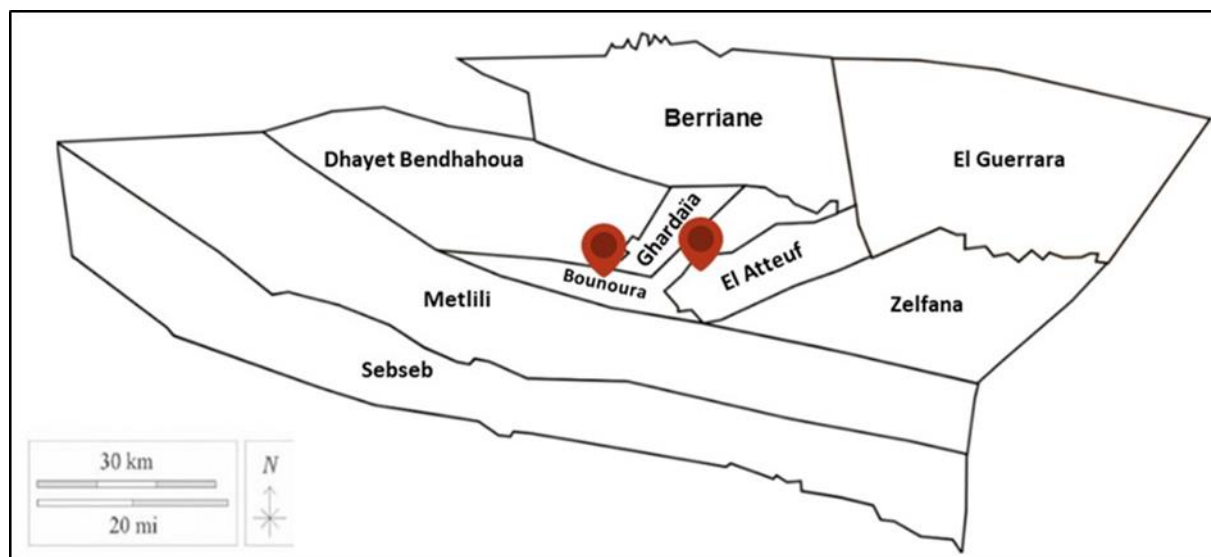 Berriane
El Guerrara
Dhayet Bendhahoua
Ghardaïa
El Atteuf
Bounoura
Metlili
Zelfana
Sebseb
30 km
20 mi
N